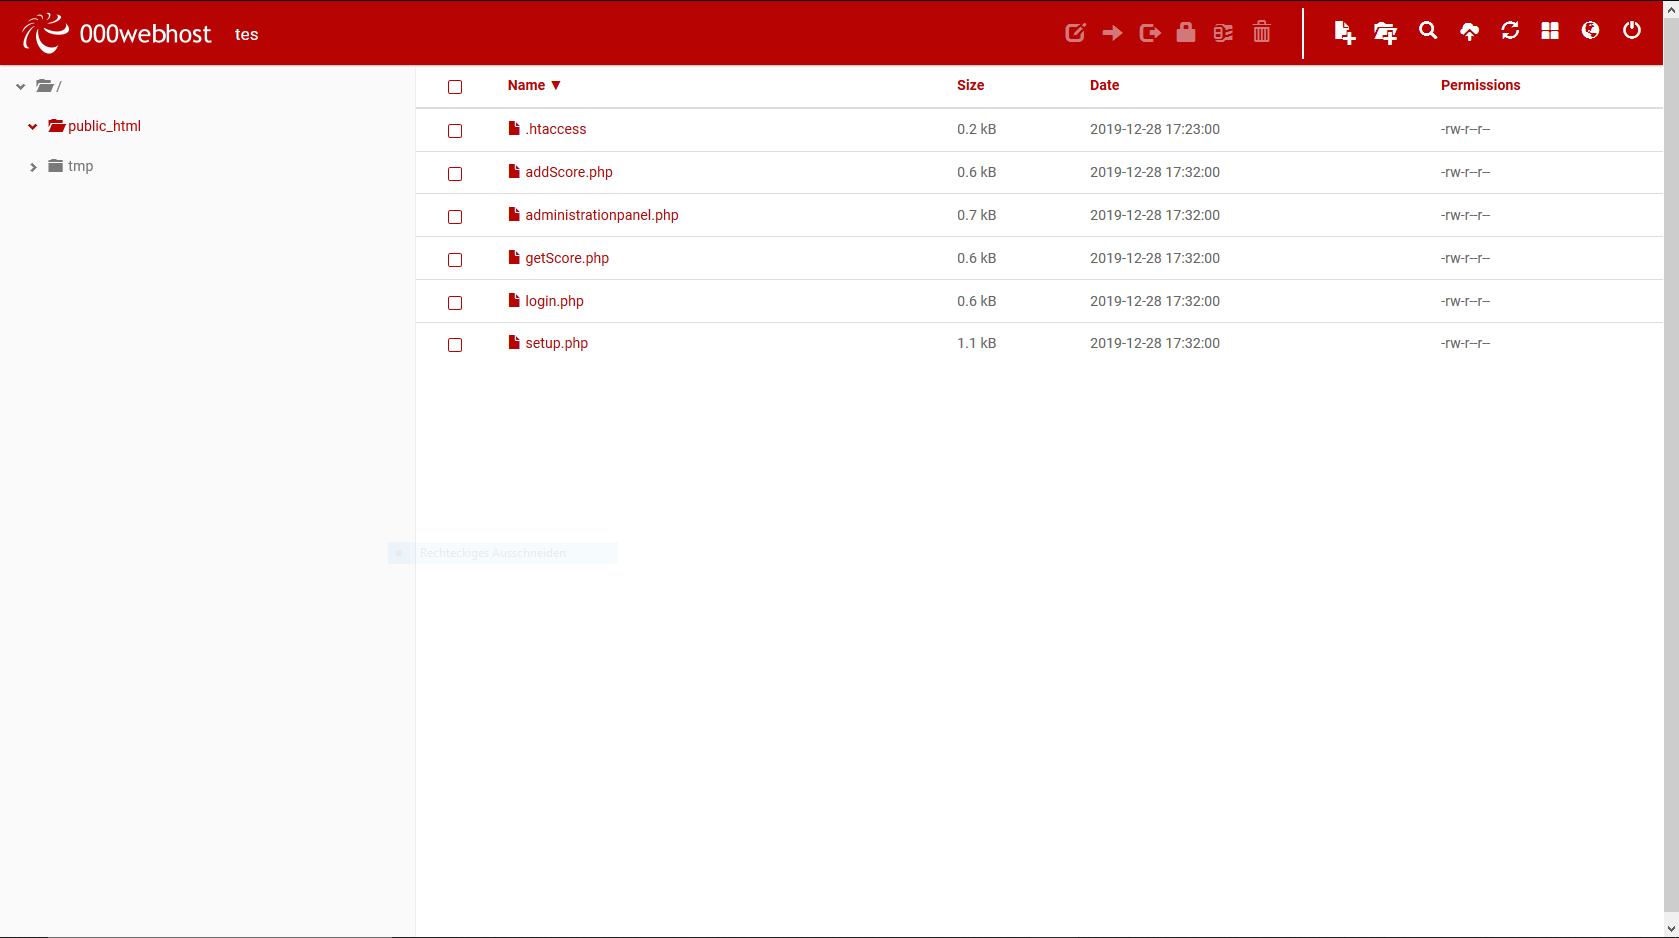 000webhost tes
/
public_html
tmp
Name ▼ Size Date Permissions
.htaccess 0.2 kB 2019-12-28 17:23:00 -rw-r--r--
addScore.php 0.6 kB 2019-12-28 17:32:00 -rw-r--r--
administrationpanel.php 0.7 kB 2019-12-28 17:32:00 -rw-r--r--
getScore.php 0.6 kB 2019-12-28 17:32:00 -rw-r--r--
login.php 0.6 kB 2019-12-28 17:32:00 -rw-r--r--
setup.php 1.1 kB 2019-12-28 17:32:00 -rw-r--r--
Rechteckiges Ausschneiden